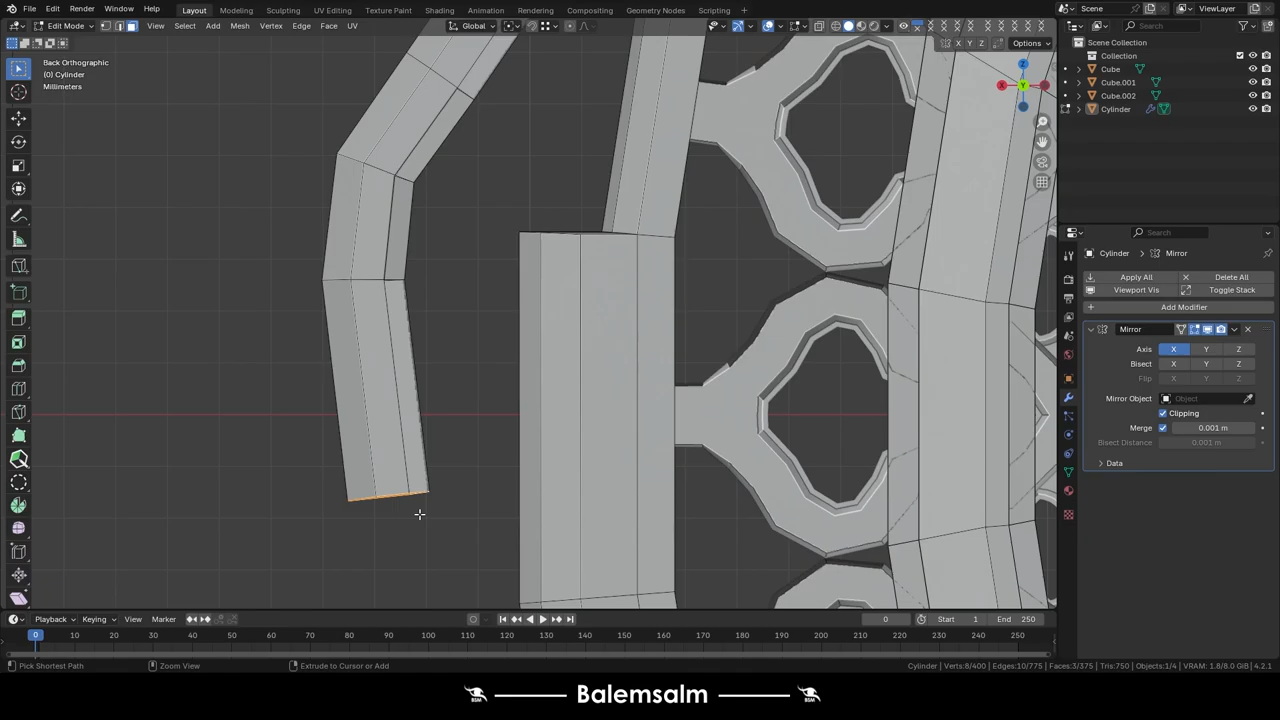 File Edit Render Window Help Layout Modeling Sculpting UV Editing Texture Paint Shading Animation Rendering Compositing Geometry Nodes Scripting + Scene ViewLayer
Edit Mode View Select Add Mesh Vertex Edge Face UV Global Search
X Y Z Options
Back Orthographic
(0) Cylinder
Millimeters
Z
X Y
Scene Collection
Collection
Cube
Cube.001
Cube.002
Cylinder
Search
Cylinder Mirror
Apply All Delete All
Viewport Vis Toggle Stack
Add Modifier
Mirror
Axis X Y Z
Bisect X Y Z
Flip X Y Z
Mirror Object Object
Clipping
Merge 0.001 m
Bisect Distance 0.001 m
Data
Playback Keying View Marker 0 Start 1 End 250
0 10 20 30 40 50 60 70 80 90 100 110 120 130 140 150 160 170 180 190 200 210 220 230 240 250
Pick Shortest Path Zoom View Extrude to Cursor or Add Cylinder | Verts:8/400 | Edges:10/775 | Faces:3/375 | Tris:750 | Objects:1/4 | VRAM: 1.8/8.0 GiB | 4.2.1
BSM Balemsalm BSM